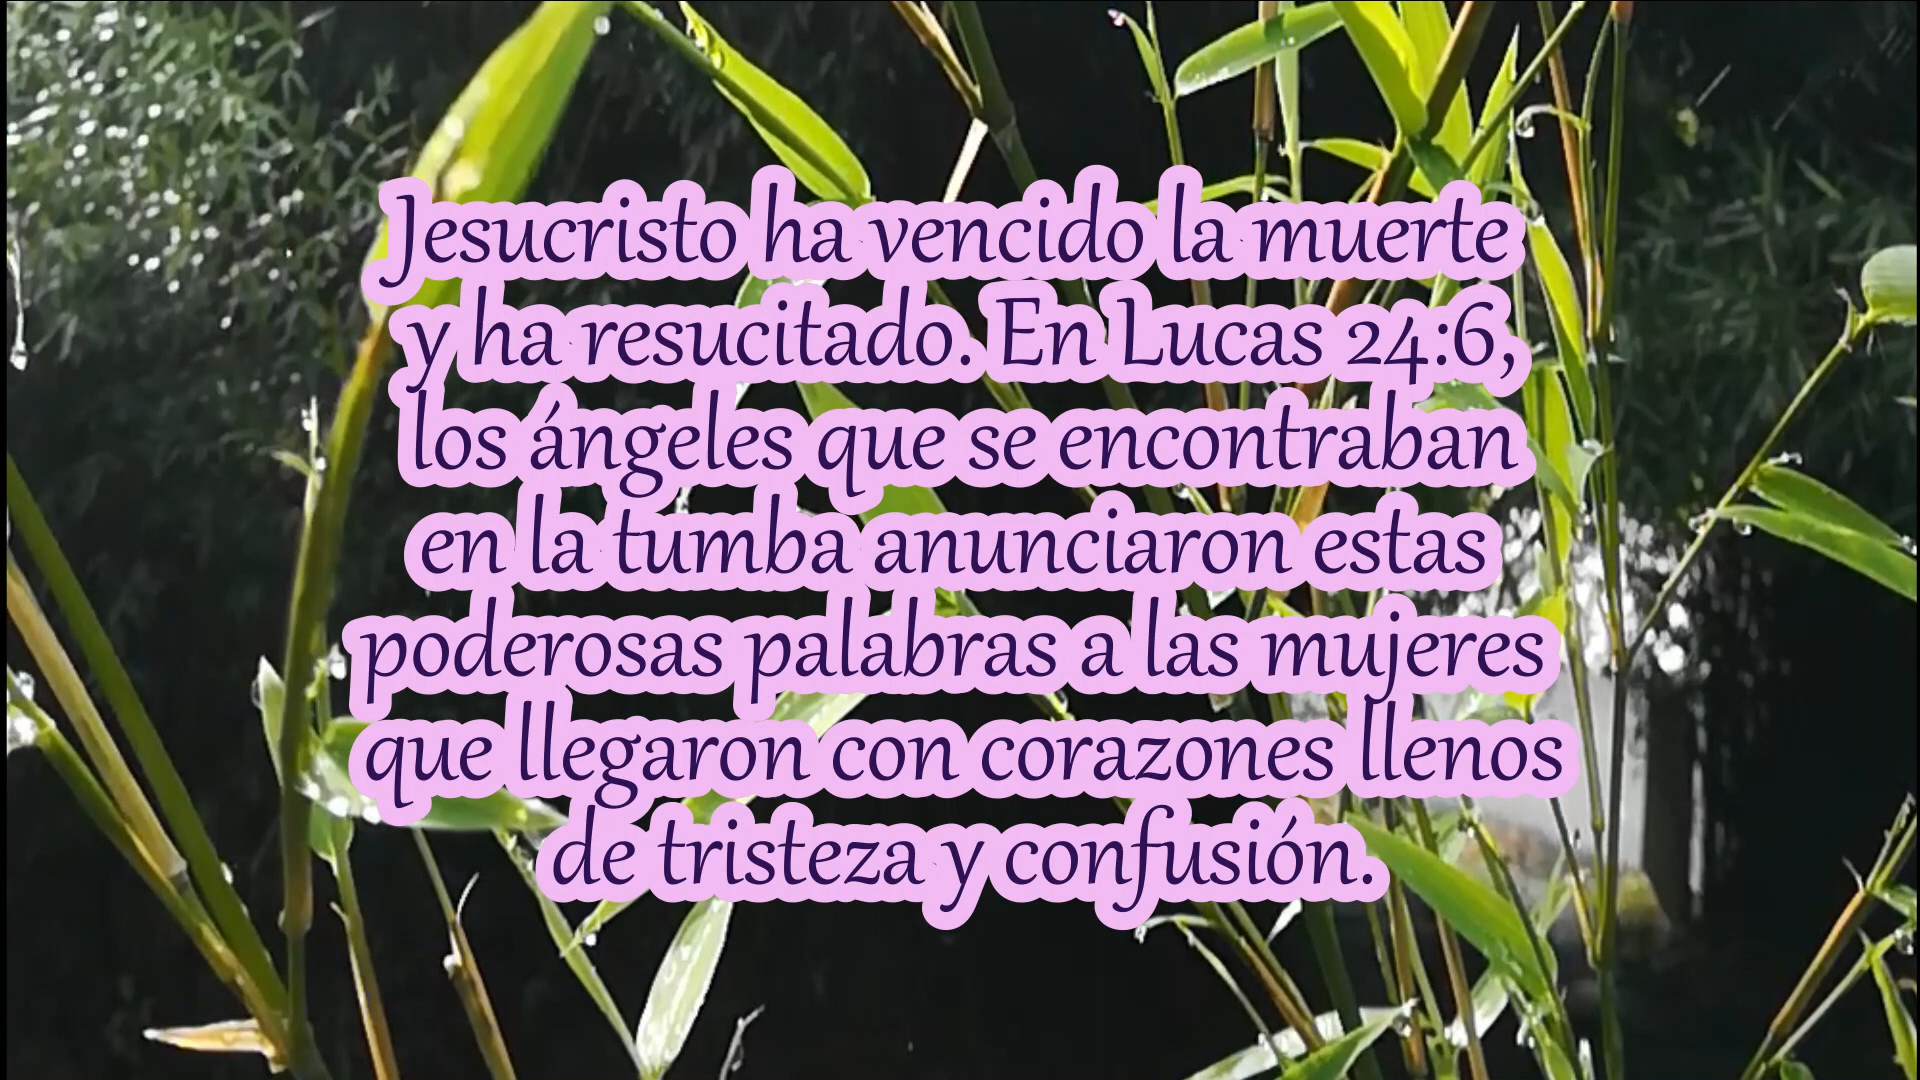 Jesucristo ha vencido la muerte
y ha resucitado. En Lucas 24:6,
los ángeles que se encontraban
en la tumba anunciaron estas
poderosas palabras a las mujeres
que llegaron con corazones llenos
de tristeza y confusión.